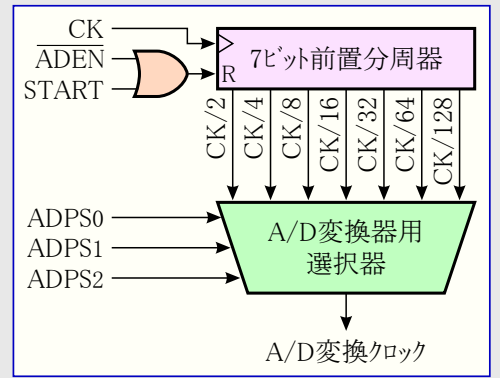 CK
ADEN
START
R
7ﾋﾞｯﾄ前置分周器
CK/2
CK/4
CK/8
CK/16
CK/32
CK/64
CK/128
ADPS0
ADPS1
ADPS2
A/D変換器用
選択器
A/D変換ｸﾛｯｸ